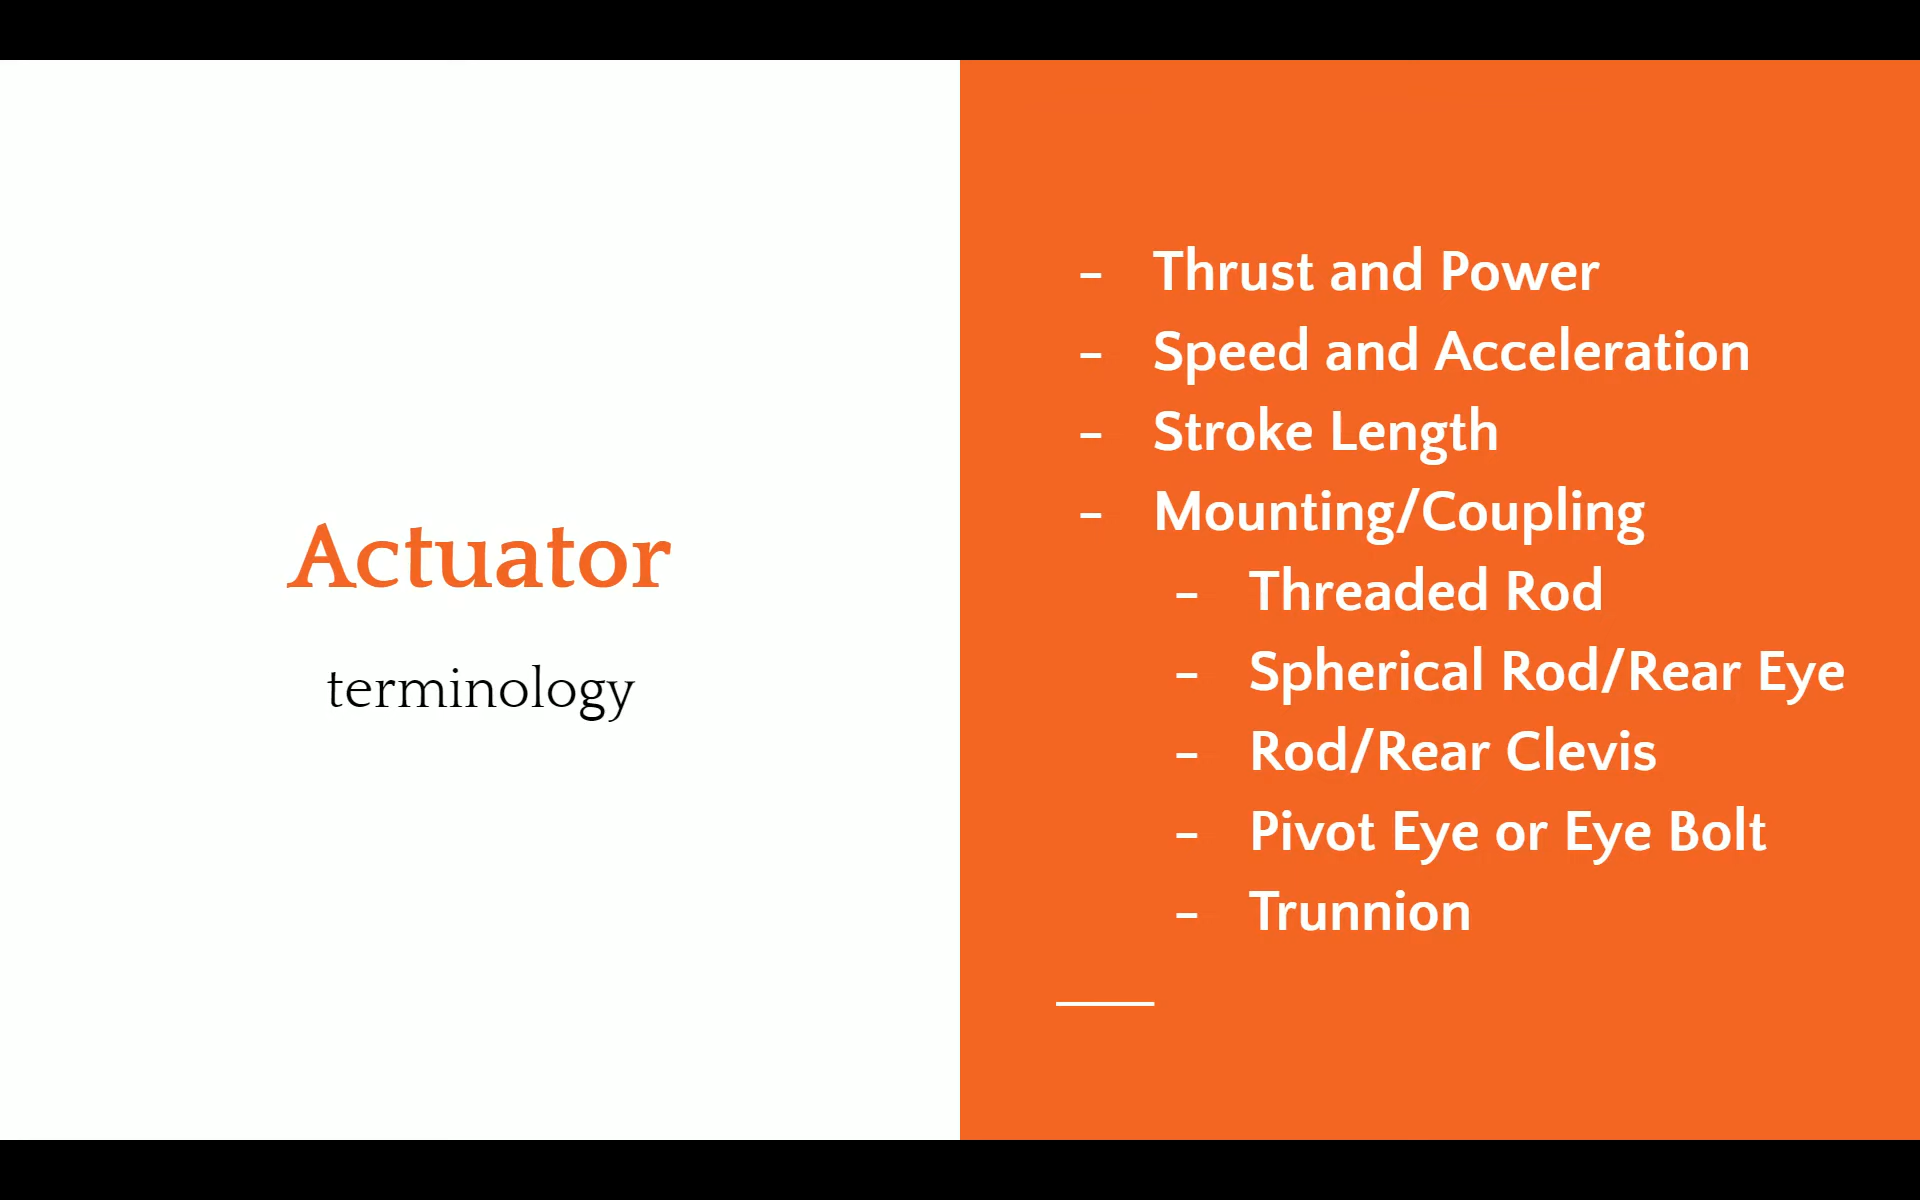 Actuator
terminology
- Thrust and Power
- Speed and Acceleration
- Stroke Length
- Mounting/Coupling
- Threaded Rod
- Spherical Rod/Rear Eye
- Rod/Rear Clevis
- Pivot Eye or Eye Bolt
- Trunnion